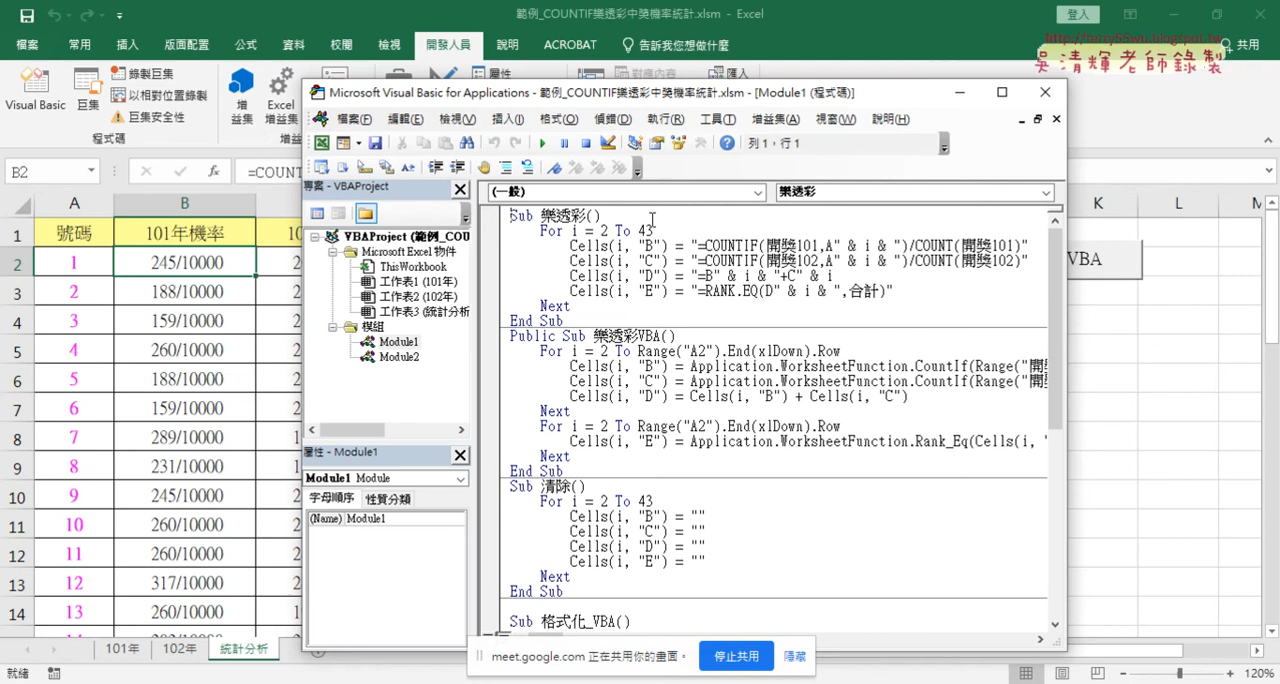 範例_COUNTIF樂透彩中獎機率統計.xlsm - Excel
登入
http://terry55wu.blogspot.tw
吳清輝老師錄製
檔案 常用 插入 版面配置 公式 資料 校閱 檢視 開發人員 說明 ACROBAT 告訴我您想做什麼 共用
Visual Basic 巨集 錄製巨集
以相對位置錄製
巨集安全性
程式碼
增
益集
Excel
增益集
屬性
對應內容
匯入
Microsoft Visual Basic for Applications - 範例_COUNTIF樂透彩中獎機率統計.xlsm - [Module1 (程式碼)]
檔案(F) 編輯(E) 檢視(V) 插入(I) 格式(O) 偵錯(D) 執行(R) 工具(T) 增益集(A) 視窗(W) 說明(H)
列 1，行 1
B2 fx =COUNT
專案 - VBAProject
VBAProject (範例_COU
Microsoft Excel 物件
ThisWorkbook
工作表1 (101年)
工作表2 (102年)
工作表3 (統計分析
模組
Module1
Module2
屬性 - Module1
Module1 Module
字母順序 性質分類
(Name) Module1
(一般) 樂透彩
Sub 樂透彩()
For i = 2 To 43
Cells(i, "B") = "=COUNTIF(開獎101,A" & i & ")/COUNT(開獎101)"
Cells(i, "C") = "=COUNTIF(開獎102,A" & i & ")/COUNT(開獎102)"
Cells(i, "D") = "=B" & i & "+C" & i
Cells(i, "E") = "=RANK.EQ(D" & i & ",合計)"
Next
End Sub
Public Sub 樂透彩VBA()
For i = 2 To Range("A2").End(xlDown).Row
Cells(i, "B") = Application.WorksheetFunction.CountIf(Range("開
Cells(i, "C") = Application.WorksheetFunction.CountIf(Range("開
Cells(i, "D") = Cells(i, "B") + Cells(i, "C")
Next
For i = 2 To Range("A2").End(xlDown).Row
Cells(i, "E") = Application.WorksheetFunction.Rank_Eq(Cells(i, "
Next
End Sub
Sub 清除()
For i = 2 To 43
Cells(i, "B") = ""
Cells(i, "C") = ""
Cells(i, "D") = ""
Cells(i, "E") = ""
Next
End Sub
Sub 格式化_VBA()
A B K L M
1 號碼 101年機率 10
2 1 245/10000 2 VBA
3 2 188/10000 2
4 3 159/10000 2
5 4 260/10000 2
6 5 188/10000 2
7 6 159/10000 2
8 7 289/10000 1
9 8 231/10000 1
10 9 245/10000 2
11 10 260/10000 2
12 11 260/10000 2
13 12 317/10000 2
14 13 260/10000 1
101年 102年 統計分析
meet.google.com 正在共用你的畫面。 停止共用 隱藏
就緒 120%